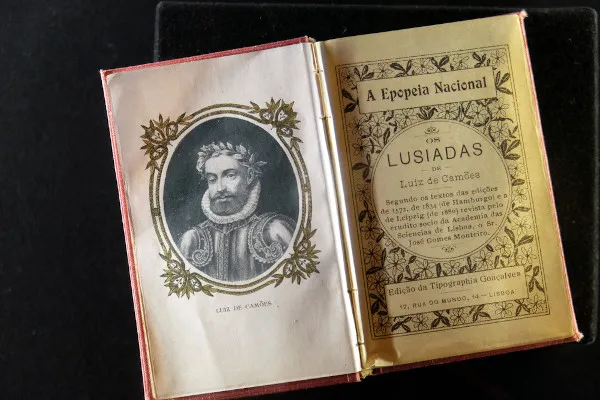 LUIZ DE CAMÕES
A Epopeia Nacional
OS
LUSIADAS
DE
Luiz de Camões
Segundo os textos das edições
de 1572, de 1834 (de Hamburgo) e a
de Leipzig (de 1880) revista pelo
erudito socio da Academia das
Sciencias de Lisboa, o Sr.
José Gomes Monteiro.
Edição da Tipographia Gonçalves
17, RUA DO MUNDO, 14 — LISBOA